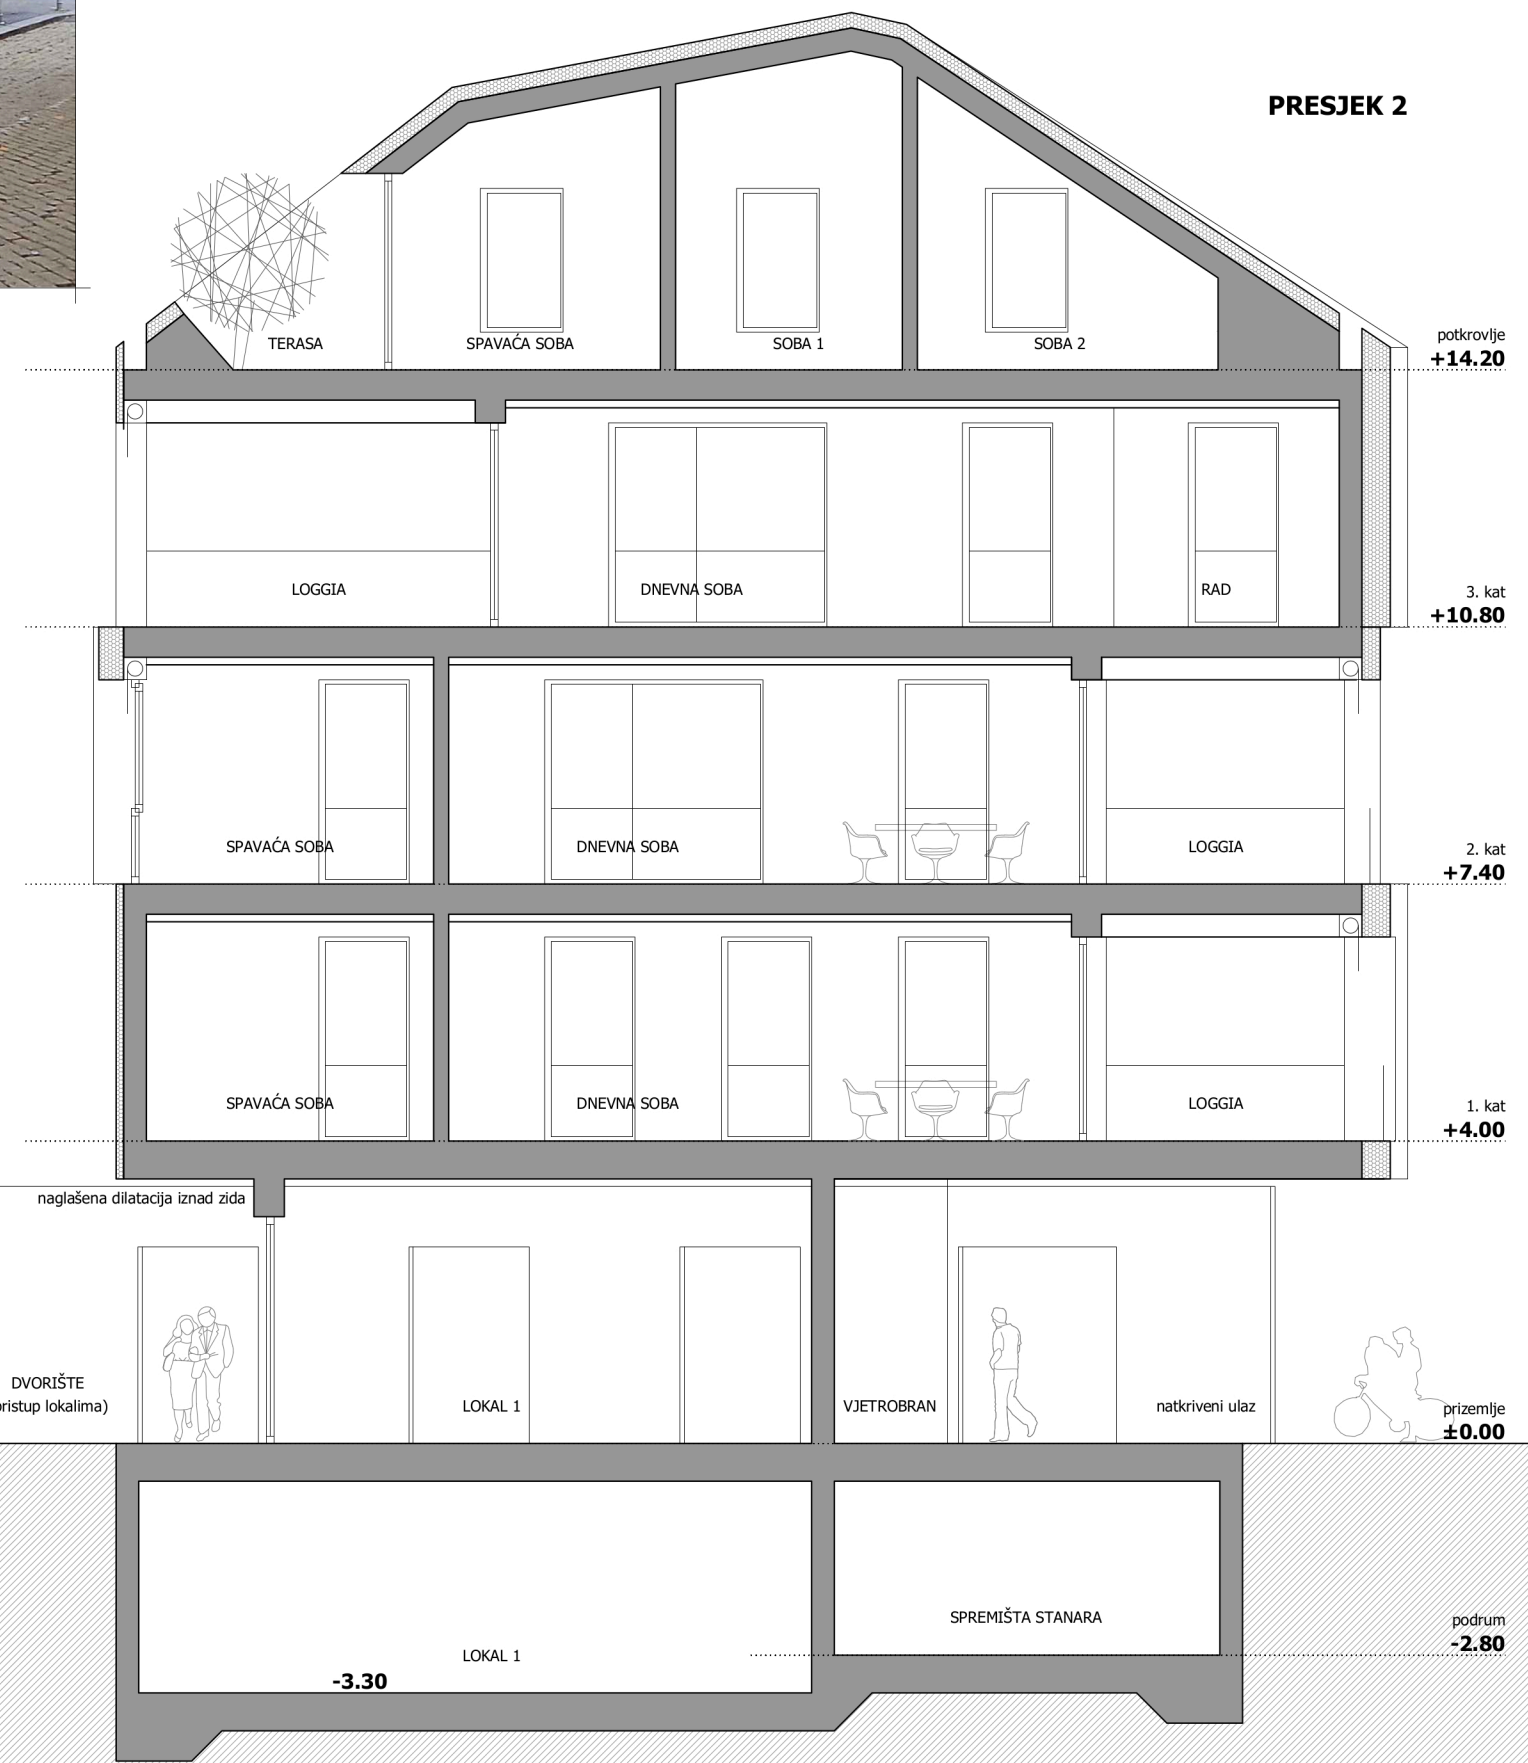 PRESJEK 2
TERASA
SPAVAĆA SOBA
SOBA 1
SOBA 2
potkrovlje
+14.20
LOGGIA
DNEVNA SOBA
RAD
3. kat
+10.80
SPAVAĆA SOBA
DNEVNA SOBA
LOGGIA
2. kat
+7.40
SPAVAĆA SOBA
DNEVNA SOBA
LOGGIA
1. kat
+4.00
naglašena dilatacija iznad zida
DVORIŠTE
ristup lokalima)
LOKAL 1
VJETROBRAN
natkriveni ulaz
prizemlje
±0.00
SPREMIŠTA STANARA
podrum
-2.80
LOKAL 1
-3.30